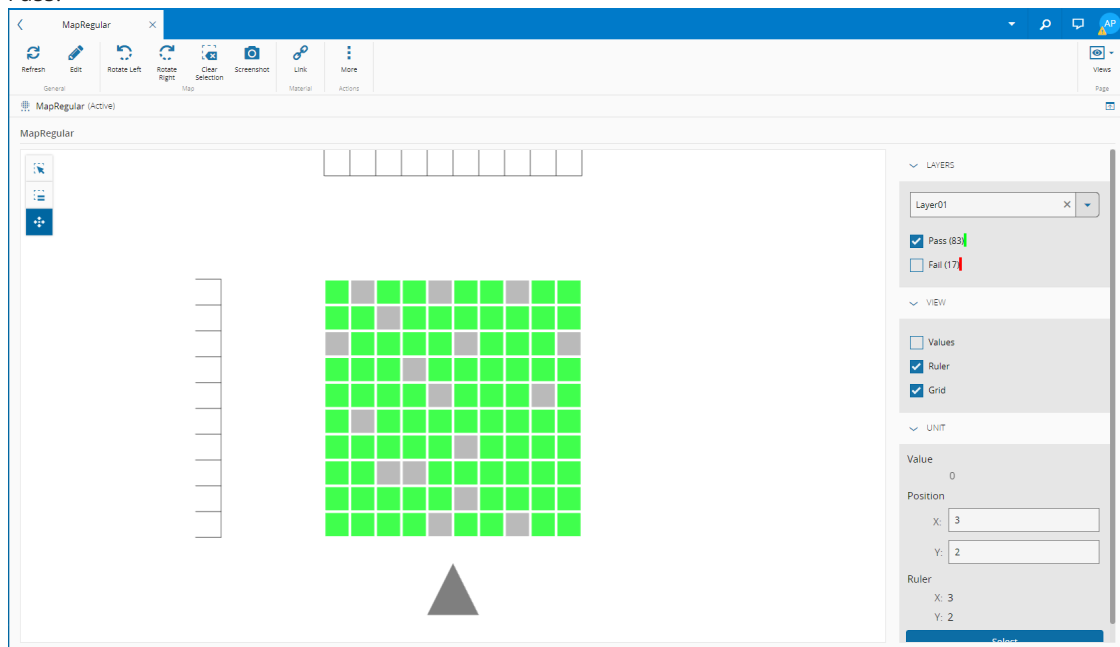 MapRegular
AP
Refresh
Edit
Rotate Left
Rotate Right
Clear Selection
Screenshot
Link
More
Views
General
Map
Material
Actions
Page
MapRegular (Active)
MapRegular
LAYERS
Layer01
Pass (83)
Fail (17)
VIEW
Values
Ruler
Grid
UNIT
Value
0
Position
X: 3
Y: 2
Ruler
X: 3
Y: 2
Select